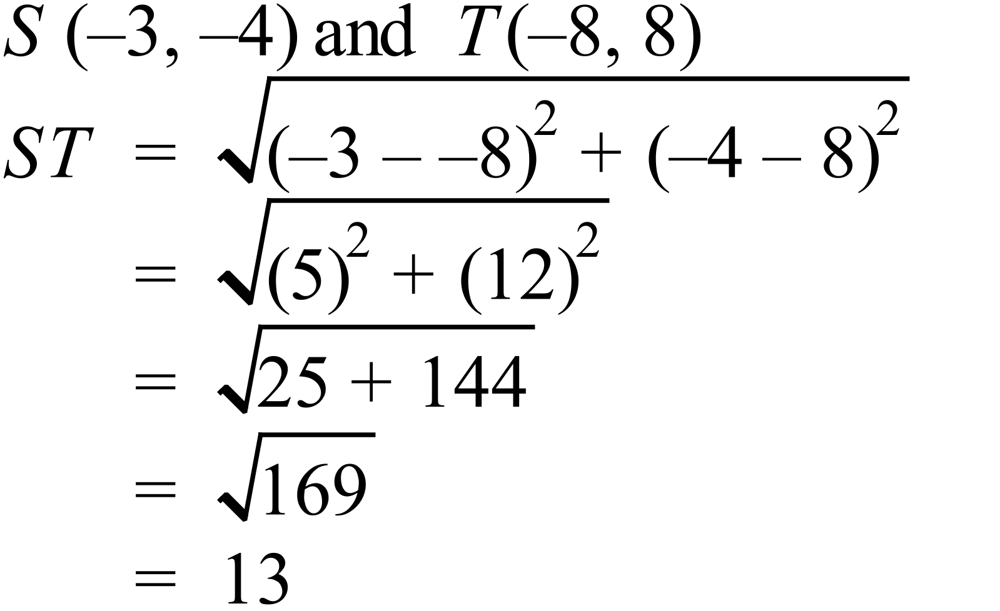 S (–3, –4) and T(–8, 8)
ST = √(–3 – –8)² + (–4 – 8)²
= √(5)² + (12)²
= √25 + 144
= √169
= 13